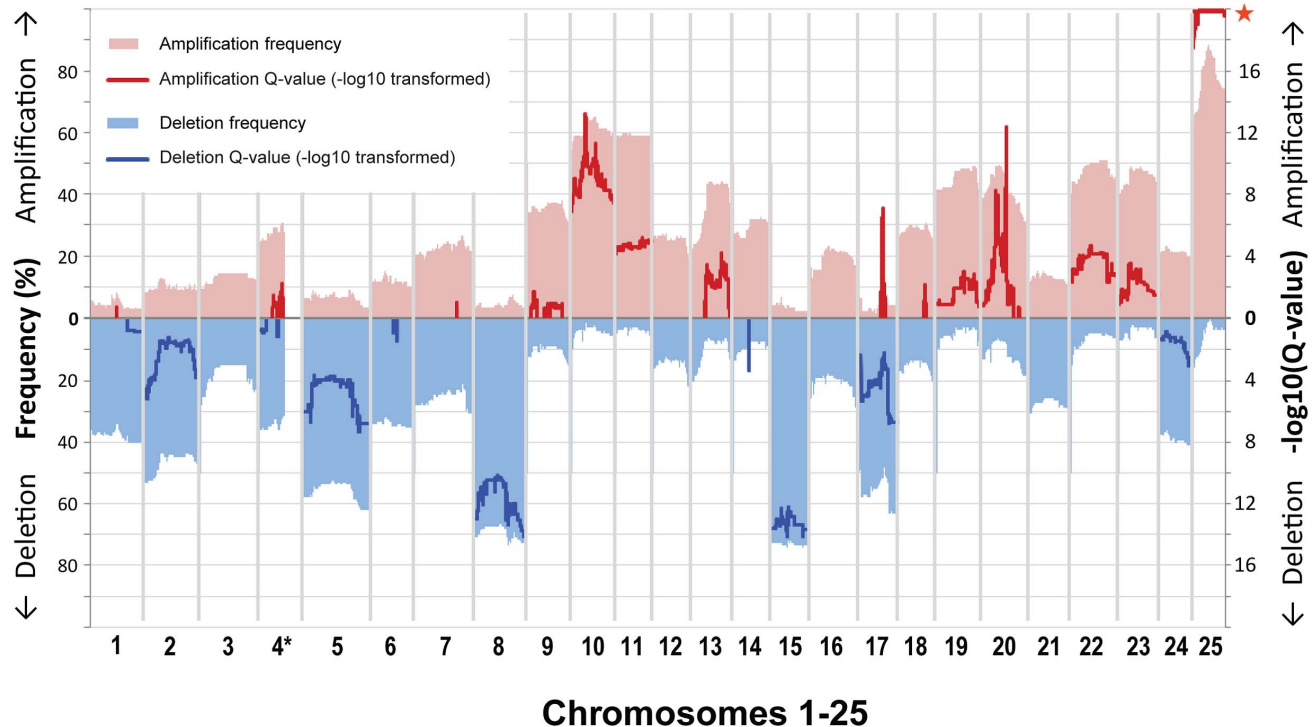 Amplification →
Deletion ←
Frequency (%)
80
60
40
20
0
20
40
60
80
Amplification frequency
Amplification Q-value (-log10 transformed)
Deletion frequency
Deletion Q-value (-log10 transformed)
★
16
12
8
4
0
4
8
12
16
Amplification →
-log10(Q-value)
← Deletion
1 2 3 4* 5 6 7 8 9 10 11 12 13 14 15 16 17 18 19 20 21 22 23 24 25
Chromosomes 1-25